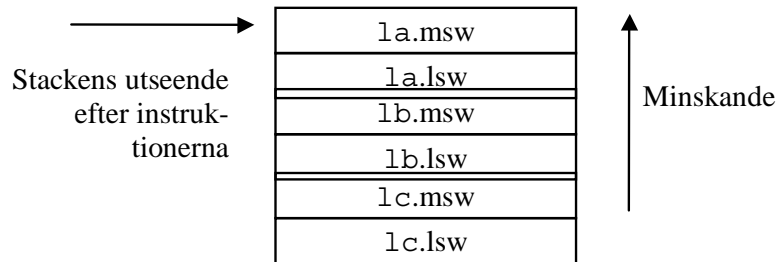 la.msw
Stackens utseende
efter instruk-
tionerna
la.lsw
lb.msw
lb.lsw
lc.msw
lc.lsw
Minskande